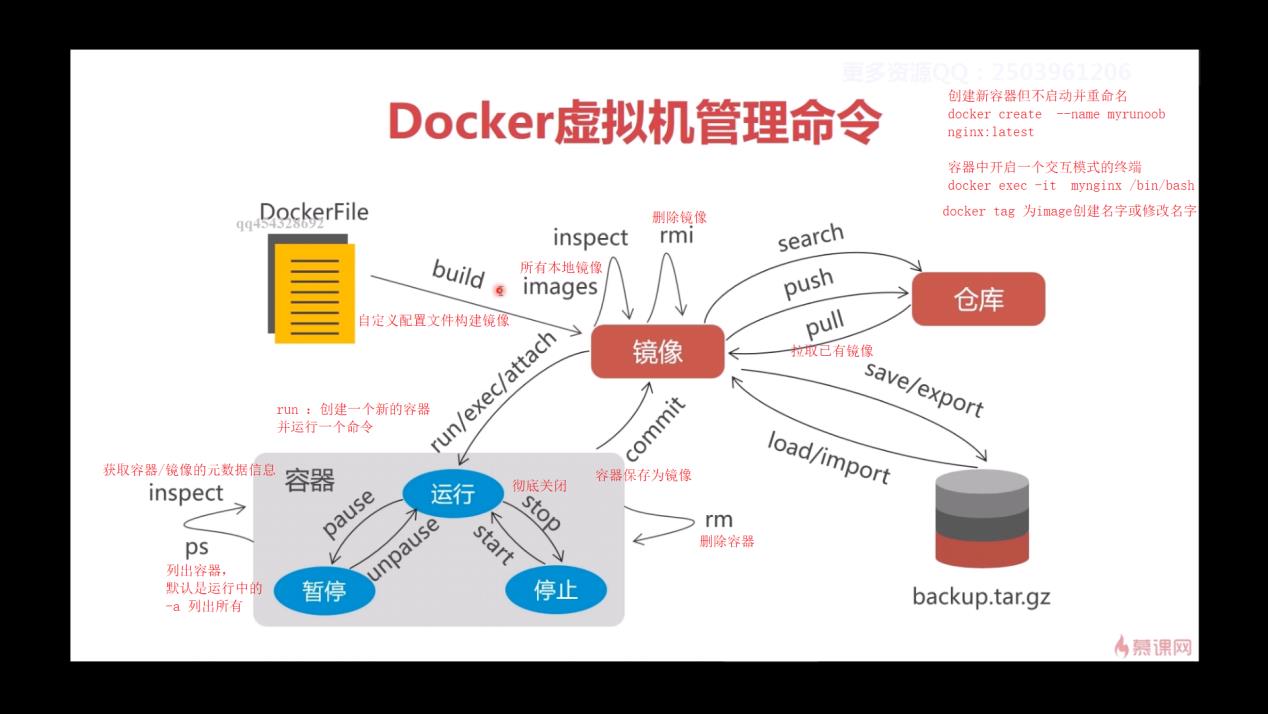 更多资源QQ：2503961206
Docker虚拟机管理命令
创建新容器但不启动并重命名
docker create --name myrunoob
nginx:latest
容器中开启一个交互模式的终端
docker exec -it mynginx /bin/bash
docker tag 为image创建名字或修改名字
DockerFile
qq454328692
build
自定义配置文件构建镜像
inspect
所有本地镜像
images
删除镜像
rmi
search
push
pull
拉取已有镜像
仓库
镜像
run/exec/attach
run ：创建一个新的容器
并运行一个命令
commit
容器保存为镜像
save/export
load/import
backup.tar.gz
获取容器/镜像的元数据信息
inspect
ps
列出容器，
默认是运行中的
-a 列出所有
容器
运行
彻底关闭
pause
unpause
stop
start
暂停
停止
rm
删除容器
慕课网